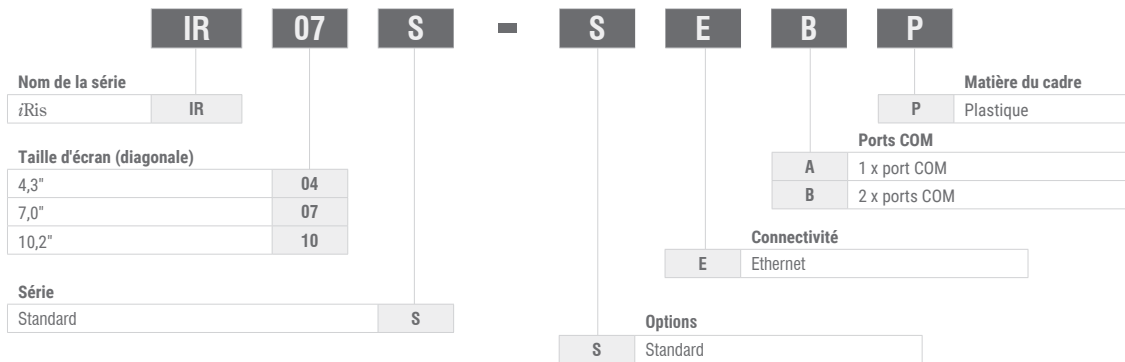 IR 07 S - S E B P
Nom de la série
iRis IR
Taille d'écran (diagonale)
4,3" 04
7,0" 07
10,2" 10
Série
Standard S
Matière du cadre
P Plastique
Ports COM
A 1 x port COM
B 2 x ports COM
Connectivité
E Ethernet
Options
S Standard